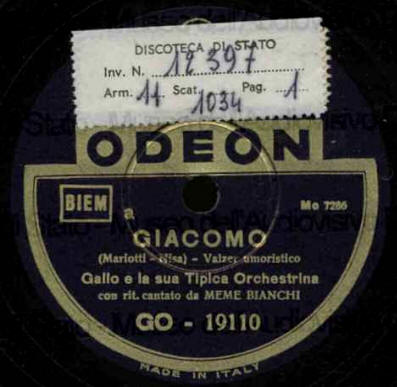 DISCOTECA DI STATO
Inv. N. 12397
Arm. 11 Scat. 1034 Pag. 1
ODEON
BIEM
a
Mo 7286
GIACOMO
(Mariotti - Nisa) - Valzer umoristico
Gallo e la sua Tipica Orchestrina
con rit. cantato da MEME BIANCHI
GO - 19110
MADE IN ITALY